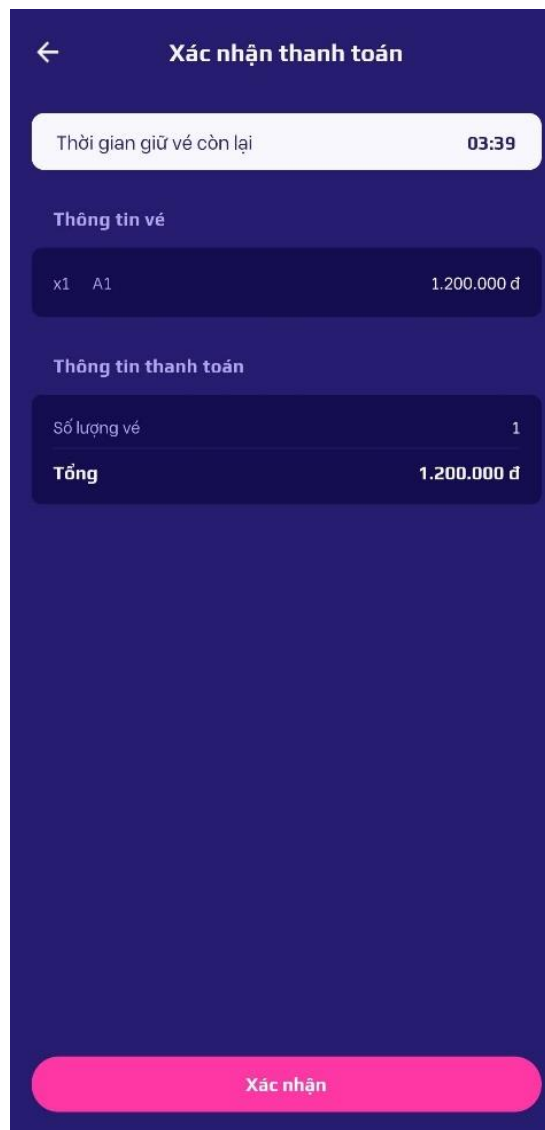 Xác nhận thanh toán
Thời gian giữ vé còn lại 03:39
Thông tin vé
x1 A1 1.200.000 đ
Thông tin thanh toán
Số lượng vé 1
Tổng 1.200.000 đ
Xác nhận